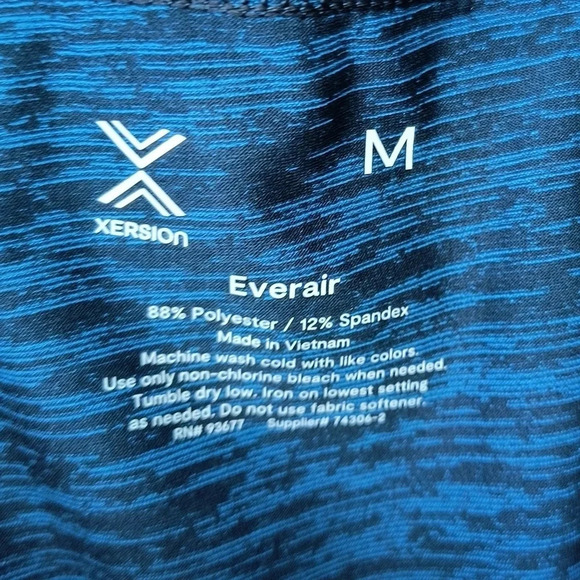 XERSION
M
Everair
88% Polyester / 12% Spandex
Made in Vietnam
Machine wash cold with like colors.
Use only non-chlorine bleach when needed.
Tumble dry low. Iron on lowest setting
as needed. Do not use fabric softener.
RN# 93677 Supplier# 74306-2